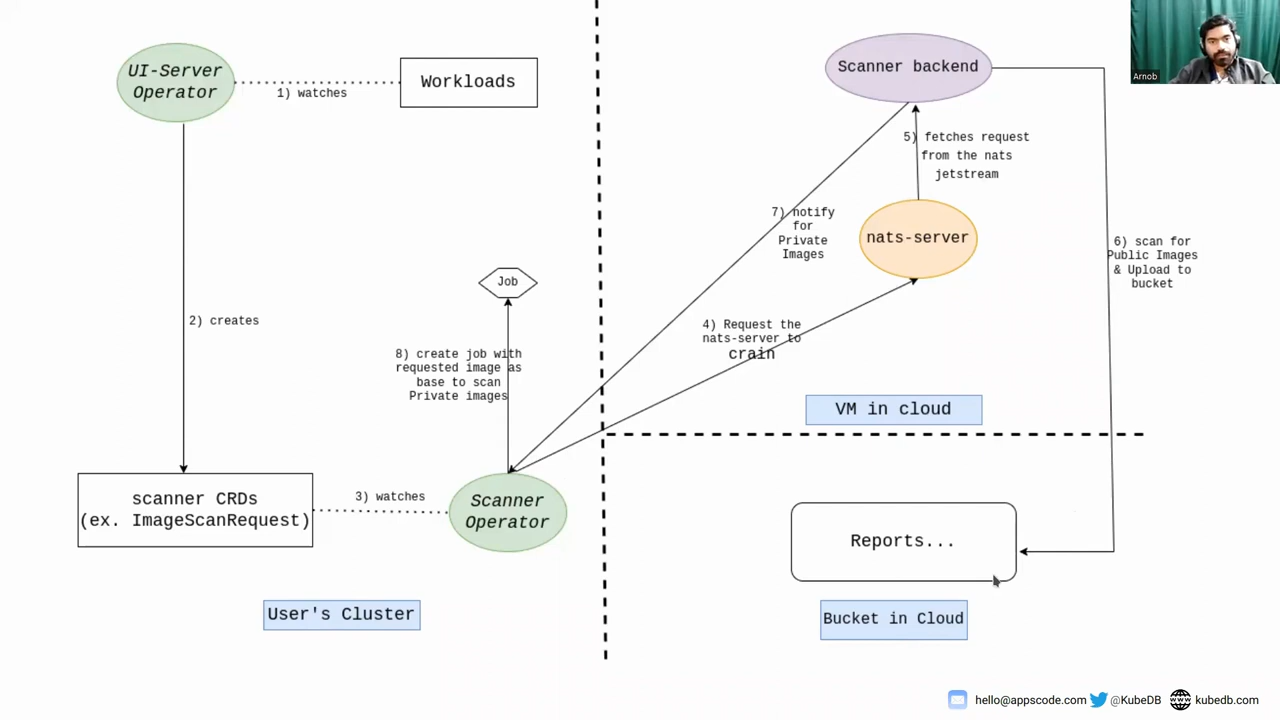 UI-Server
Operator
1) watches
Workloads
2) creates
Job
8) create job with
requested image as
base to scan
Private images
scanner CRDs
(ex. ImageScanRequest)
3) watches
Scanner
Operator
User's Cluster
Scanner backend
5) fetches request
from the nats
jetstream
nats-server
7) notify
for
Private
Images
4) Request the
nats-server to
crain
6) scan for
Public Images
& Upload to
bucket
VM in cloud
Reports...
Bucket in Cloud
Arnob
hello@appscode.com @KubeDB kubedb.com